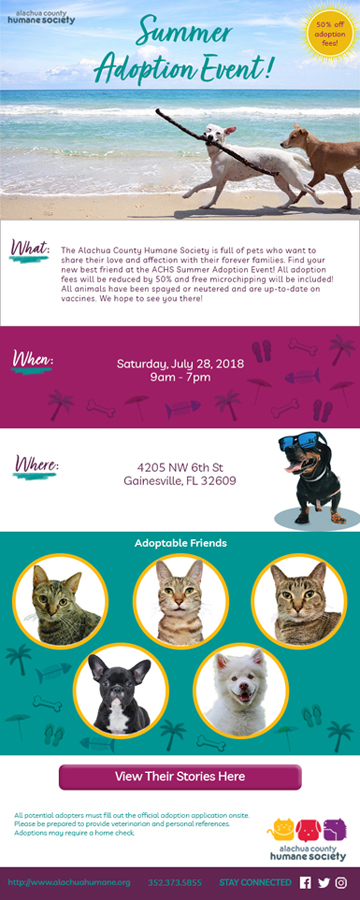 alachua county
humane society
Summer
Adoption Event!
50% off
adoption
fees!
What:
The Alachua County Humane Society is full of pets who want to
share their love and affection with their forever families. Find your
new best friend at the ACHS Summer Adoption Event! All adoption
fees will be reduced by 50% and free microchipping will be included!
All animals have been spayed or neutered and are up-to-date on
vaccines. We hope to see you there!
When:
Saturday, July 28, 2018
9am - 7pm
Where:
4205 NW 6th St
Gainesville, FL 32609
Adoptable Friends
View Their Stories Here
All potential adopters must fill out the official adoption application onsite.
Please be prepared to provide veterinarian and personal references.
Adoptions may require a home check.
alachua county
humane society
http://www.alachuahumane.org
352.373.5855
STAY CONNECTED